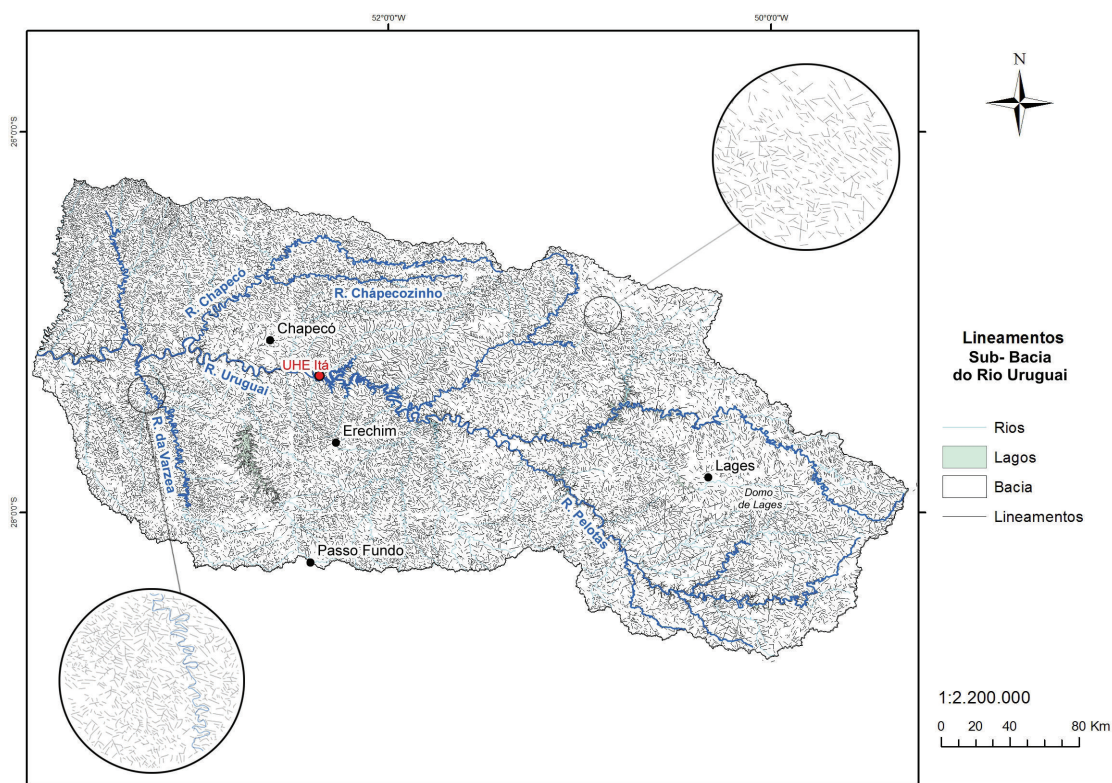 52°0'0"W
50°0'0"W
N
26°0'0"S
R. Chapecó
R. Chapecozinho
Chapecó
UHE Itá
R. Uruguai
Erechim
R. da Varzea
Lages
Domo
de Lages
28°0'0"S
R. Pelotas
Passo Fundo
Lineamentos
Sub- Bacia
do Rio Uruguai
Rios
Lagos
Bacia
Lineamentos
1:2.200.000
0 20 40 80 Km